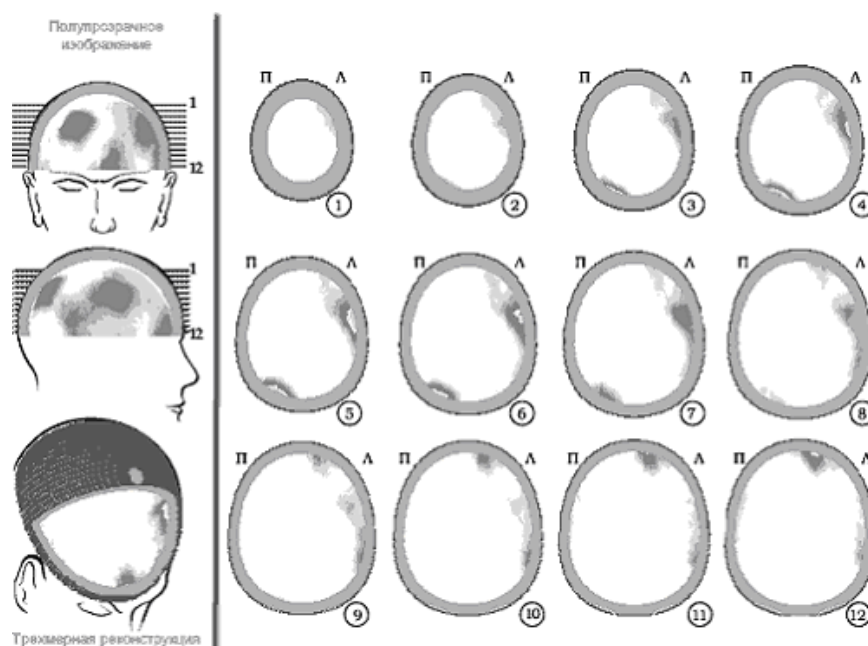 Полупрозрачное
изображение
1
12
1
12
Трехмерная реконструкция
П Л
1
П Л
2
П Л
3
П Л
4
П Л
5
П Л
6
П Л
7
П Л
8
П Л
9
П Л
10
П Л
11
П Л
12